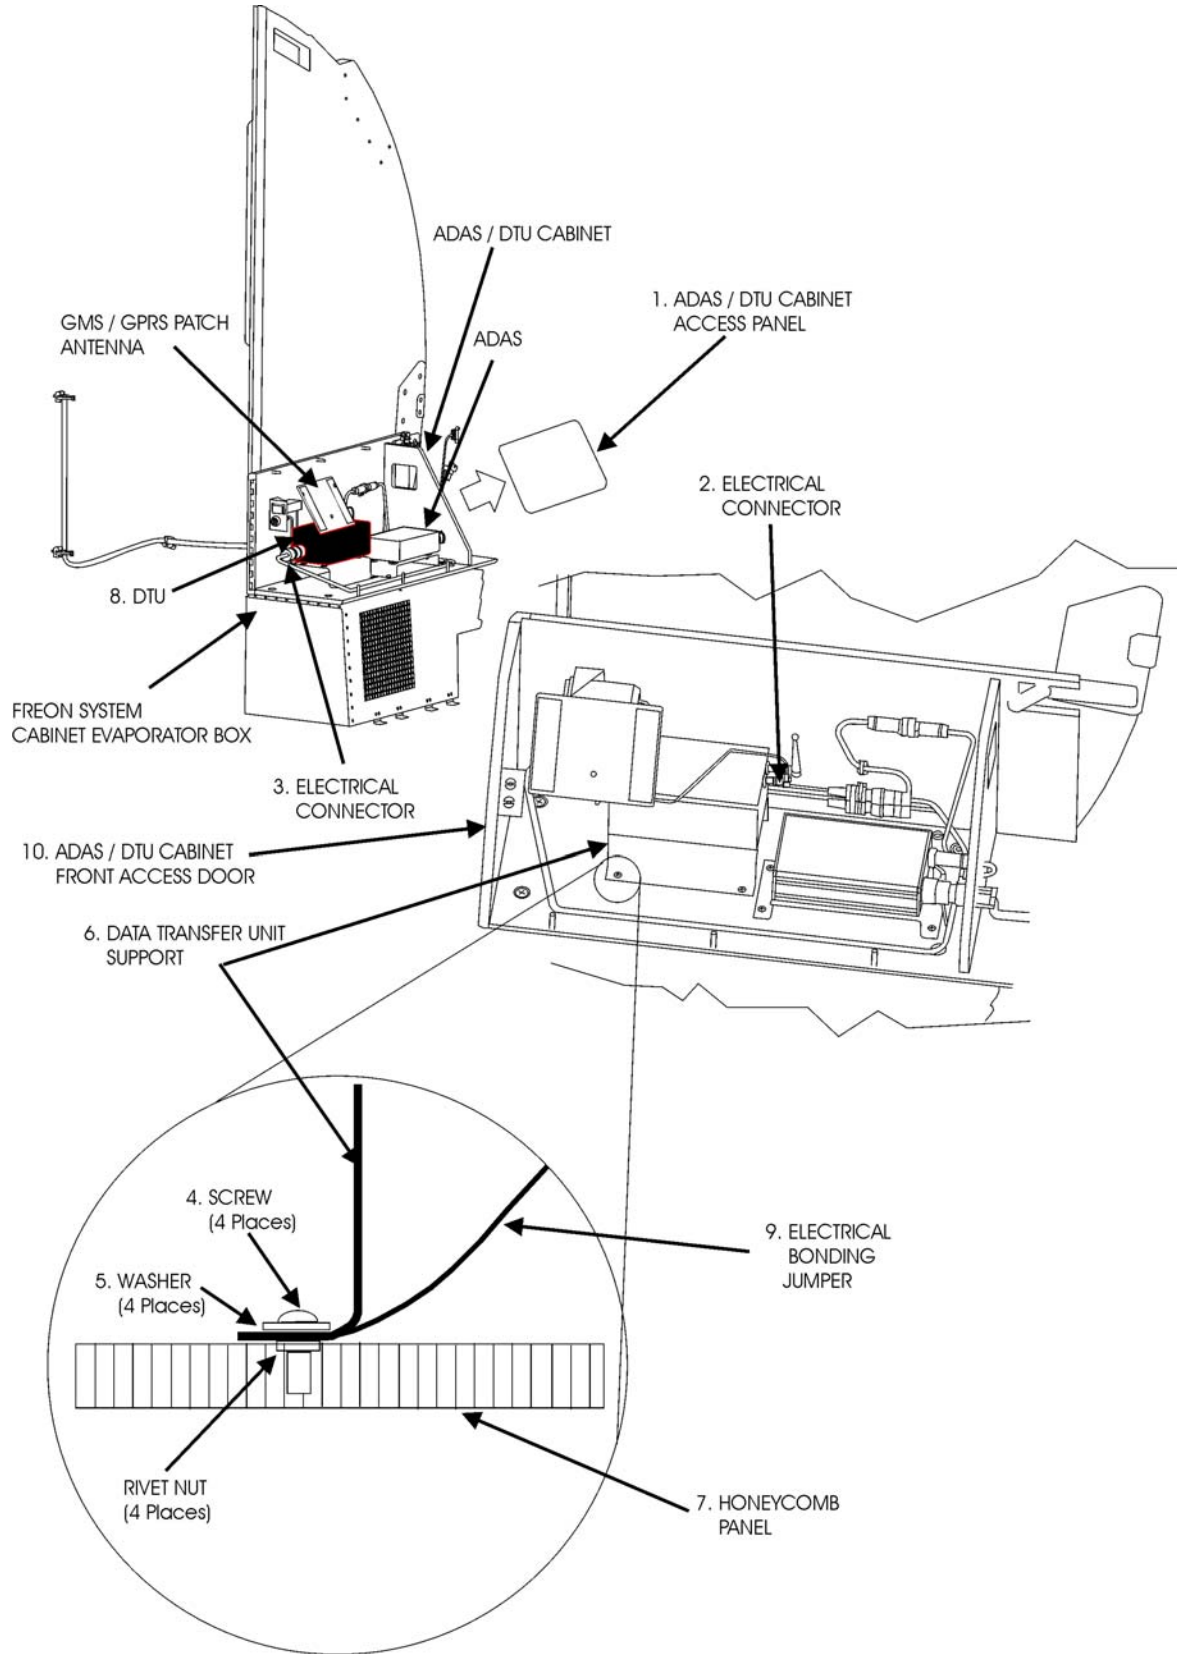 ADAS / DTU CABINET
1. ADAS / DTU CABINET
ACCESS PANEL
GMS / GPRS PATCH
ANTENNA
ADAS
2. ELECTRICAL
CONNECTOR
8. DTU
FREON SYSTEM
CABINET EVAPORATOR BOX
3. ELECTRICAL
CONNECTOR
10. ADAS / DTU CABINET
FRONT ACCESS DOOR
6. DATA TRANSFER UNIT
SUPPORT
4. SCREW
(4 Places)
9. ELECTRICAL
BONDING
JUMPER
5. WASHER
(4 Places)
RIVET NUT
(4 Places)
7. HONEYCOMB
PANEL